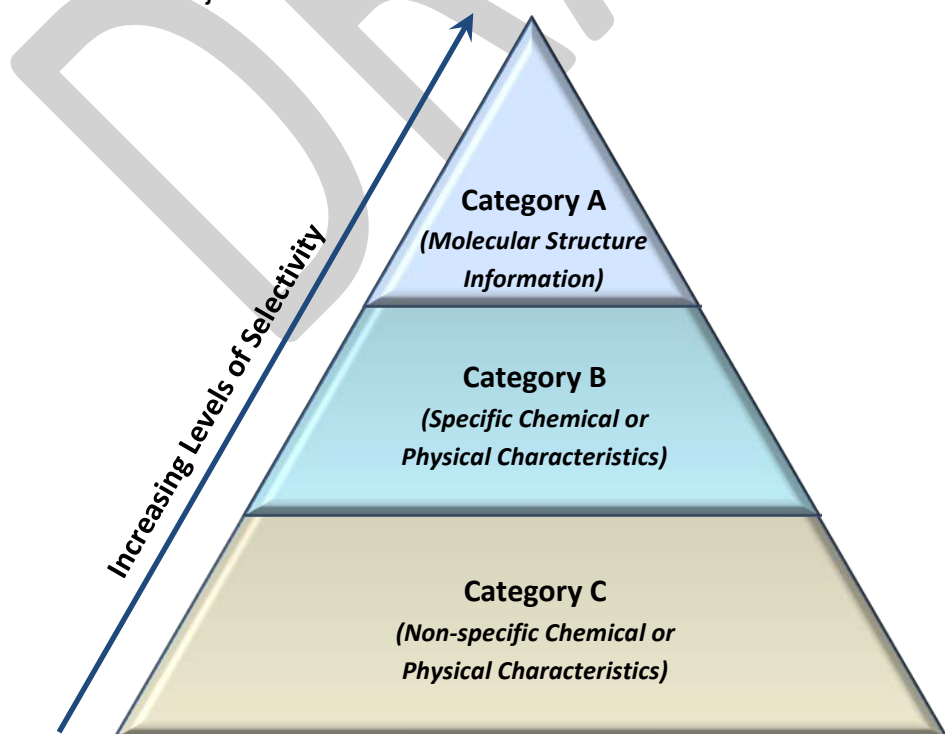 Increasing Levels of Selectivity
Category A
(Molecular Structure
Information)
Category B
(Specific Chemical or
Physical Characteristics)
Category C
(Non-specific Chemical or
Physical Characteristics)